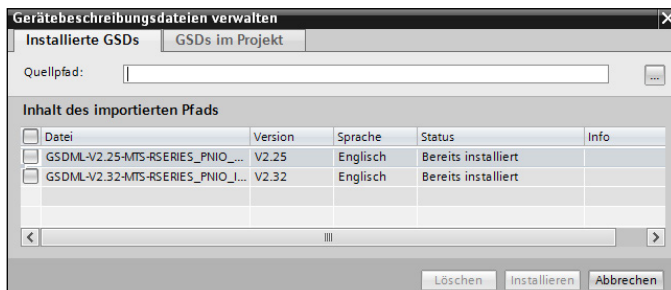 Gerätebeschreibungsdateien verwalten
Installierte GSDs GSDs im Projekt
Quellpfad: ...
Inhalt des importierten Pfads
Datei Version Sprache Status Info
GSDML-V2.25-MTS-RSERIES_PNIO_... V2.25 Englisch Bereits installiert
GSDML-V2.32-MTS-RSERIES_PNIO_I... V2.32 Englisch Bereits installiert
Löschen Installieren Abbrechen